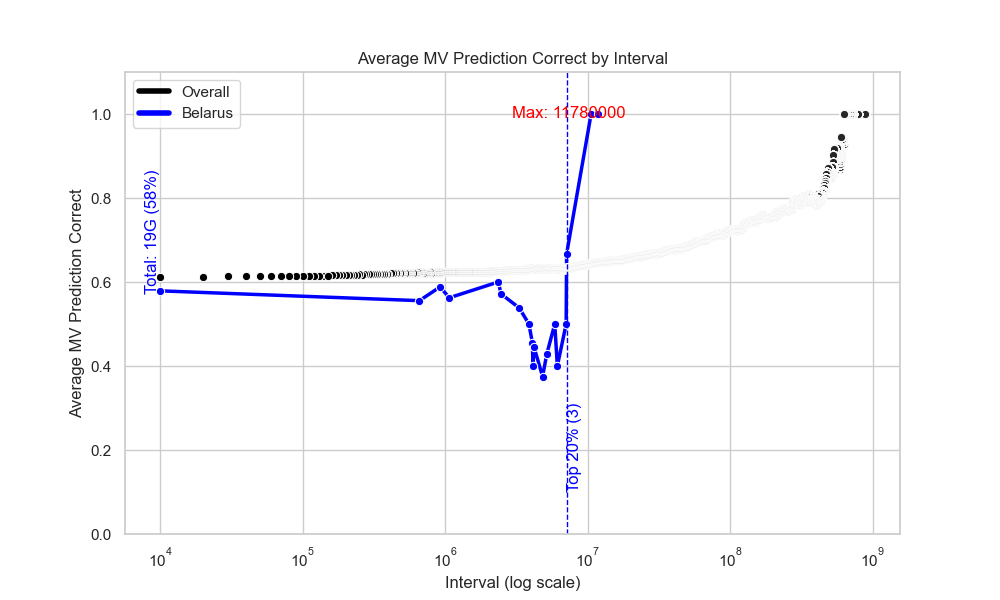 Average MV Prediction Correct by Interval
Overall
Belarus
Max: 11780000
Total: 19G (58%)
Top 20% (3)
Average MV Prediction Correct
1.0
0.8
0.6
0.4
0.2
0.0
10^4
10^5
10^6
10^7
10^8
10^9
Interval (log scale)